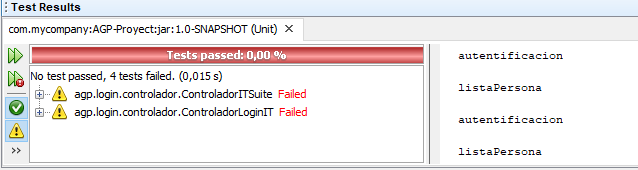 Test Results
com.mycompany:AGP-Proyect:jar:1.0-SNAPSHOT (Unit)
Tests passed: 0,00 %
No test passed, 4 tests failed. (0,015 s)
agp.login.controlador.ControladorITSuite Failed
agp.login.controlador.ControladorLoginIT Failed
>>
autentificacion
listaPersona
autentificacion
listaPersona